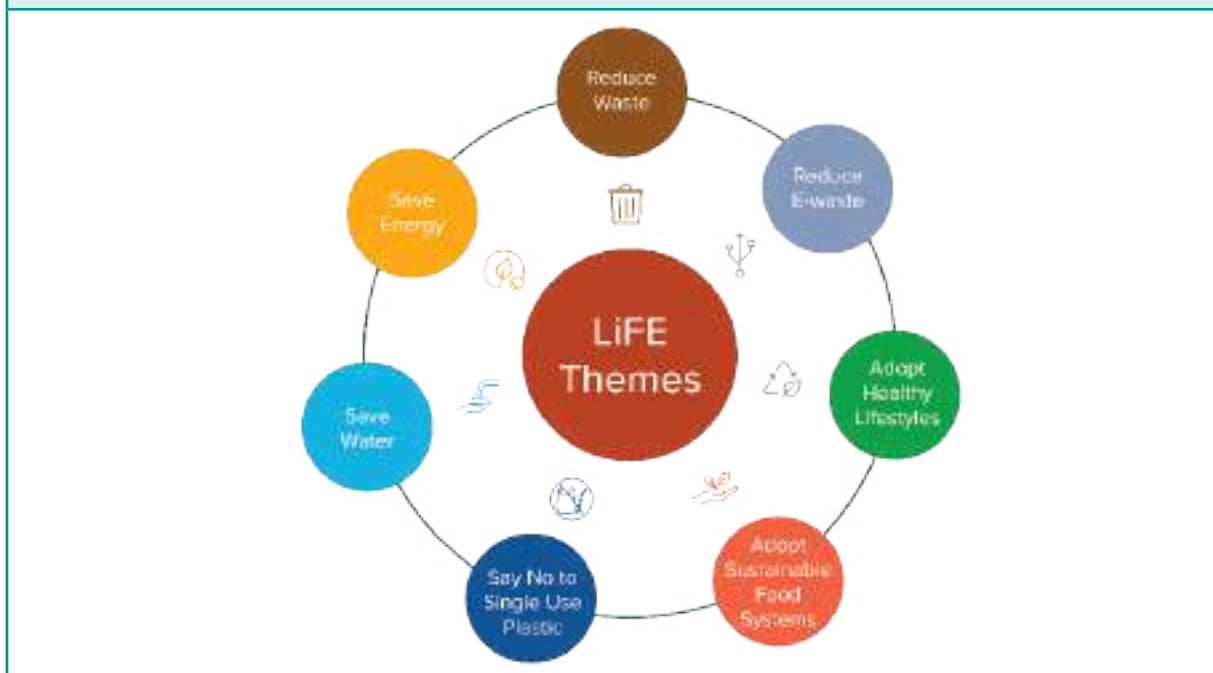 Reduce
Waste
Reduce
E-waste
Adopt
Healthy
Lifestyles
Adopt
Sustainable
Food
Systems
Say No to
Single Use
Plastic
Save
Water
Save
Energy
LiFE
Themes